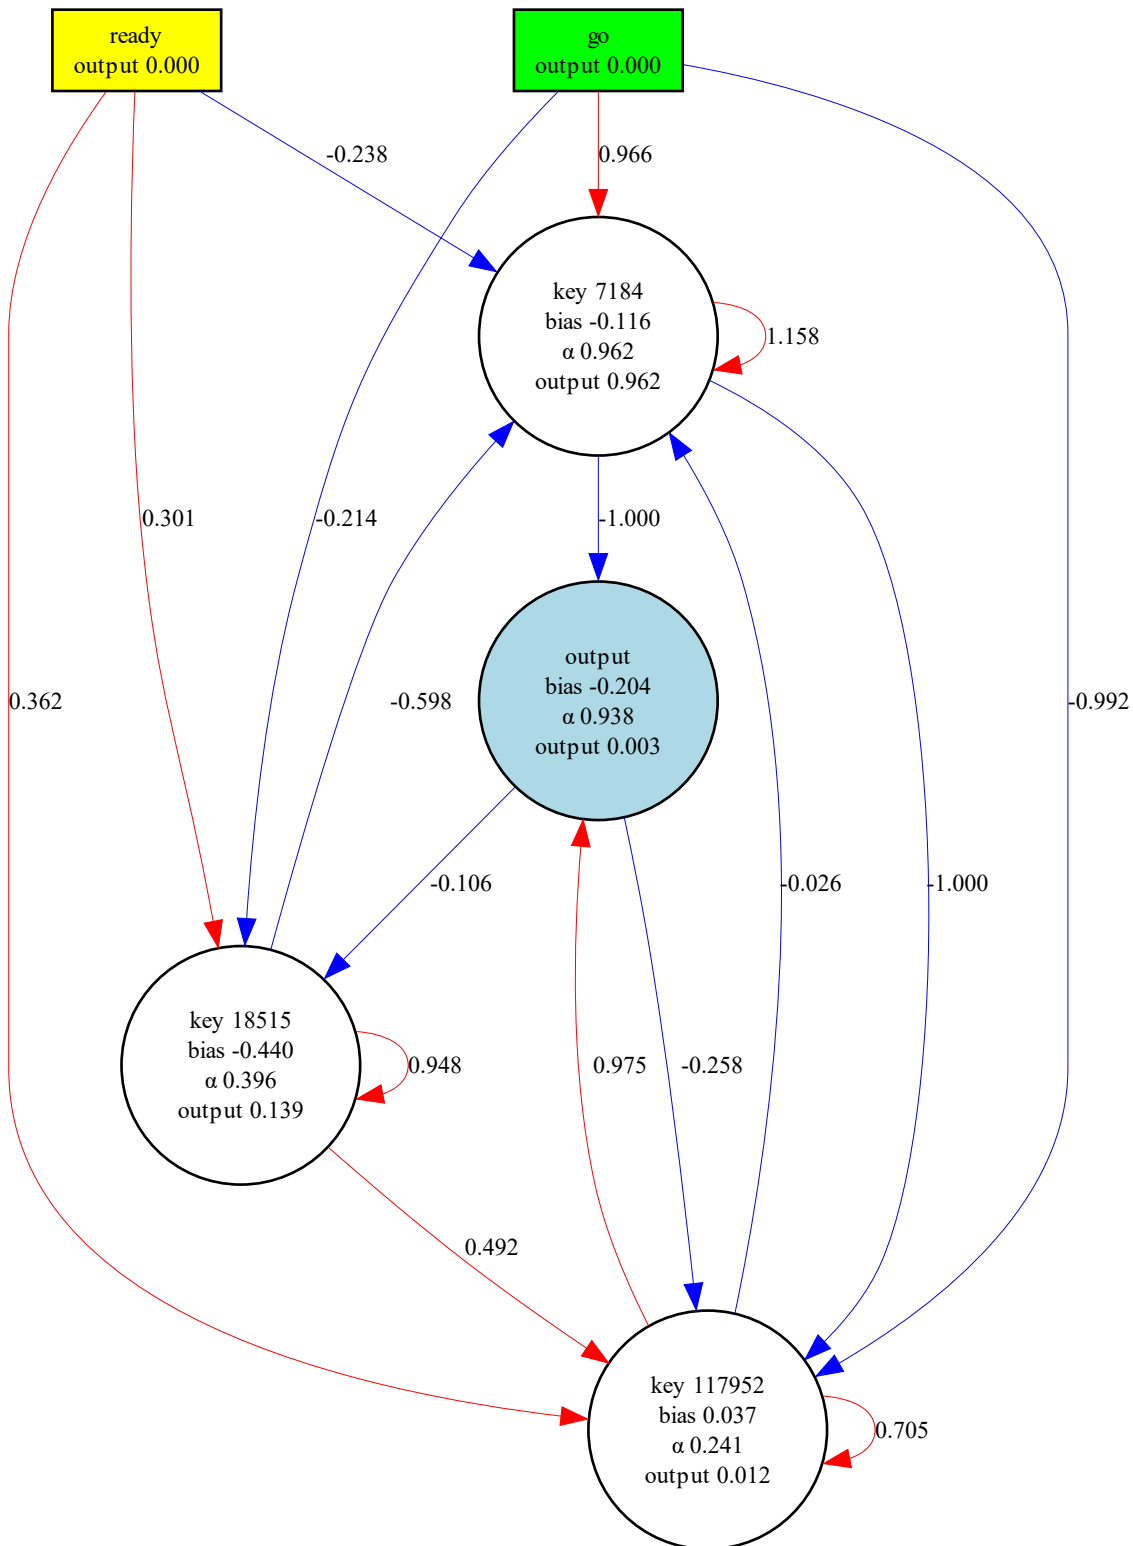 ready
output 0.000
go
output 0.000
-0.238
0.966
key 7184
bias -0.116
α 0.962
output 0.962
1.158
0.301
-0.214
-1.000
0.362
-0.598
output
bias -0.204
α 0.938
output 0.003
-0.992
-0.106
-0.026
-1.000
key 18515
bias -0.440
α 0.396
output 0.139
0.948
0.975
-0.258
0.492
key 117952
bias 0.037
α 0.241
output 0.012
0.705